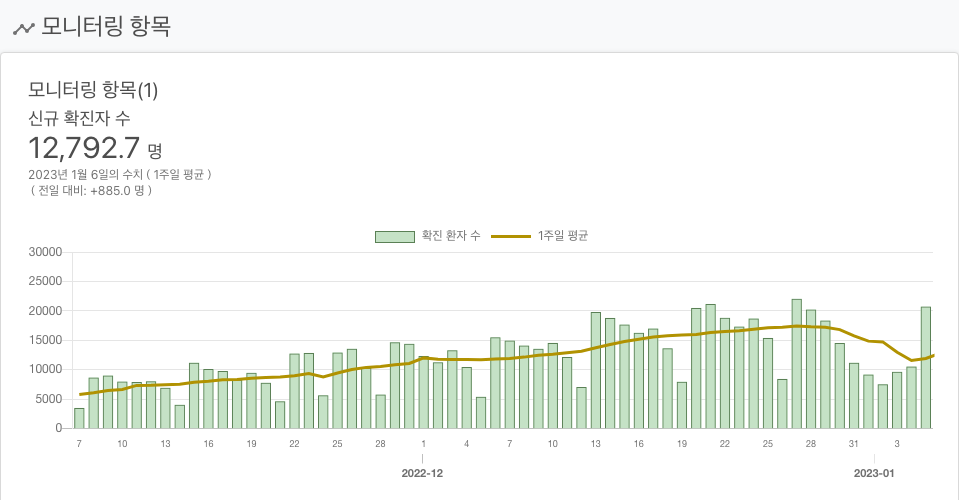 모니터링 항목
모니터링 항목(1)
신규 확진자 수
12,792.7 명
2023년 1월 6일의 수치 ( 1주일 평균 )
( 전일 대비: +885.0 명 )
확진 환자 수 1주일 평균
30000
25000
20000
15000
10000
5000
0
7 10 13 16 19 22 25 28 1 4 7 10 13 16 19 22 25 28 31 3
2022-12 2023-01